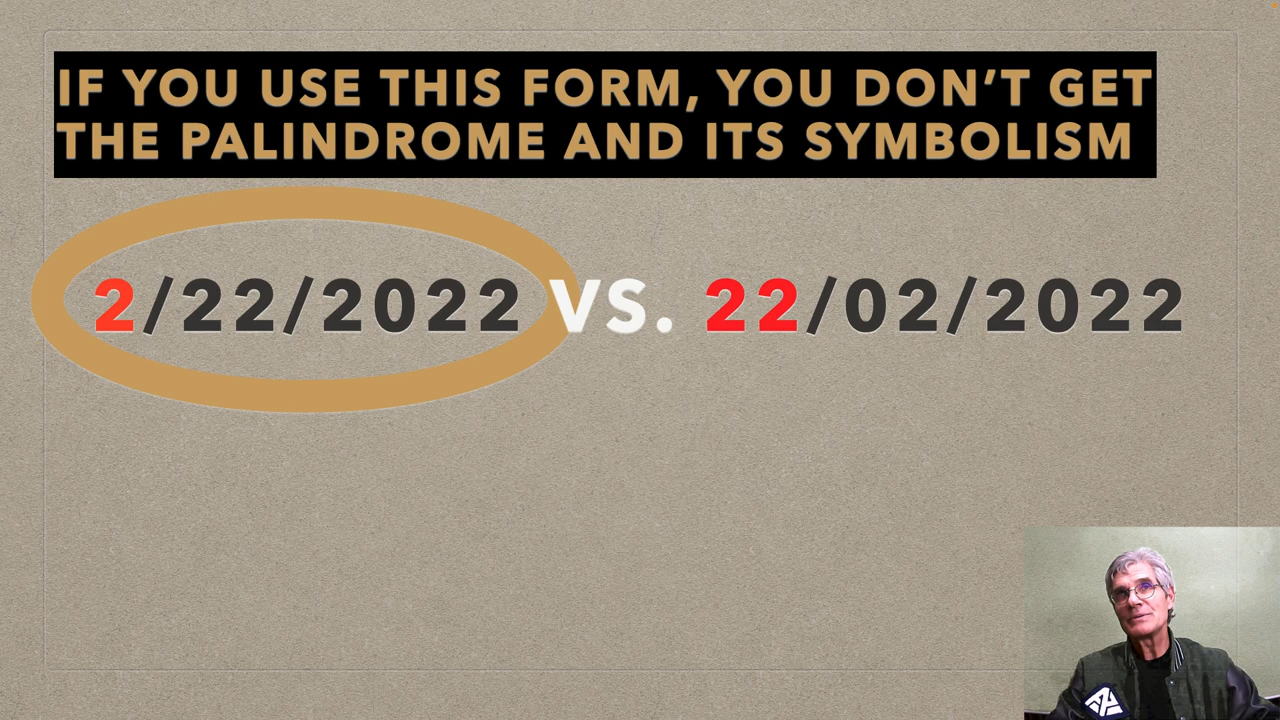 IF YOU USE THIS FORM, YOU DON’T GET
THE PALINDROME AND ITS SYMBOLISM
2/22/2022 VS. 22/02/2022